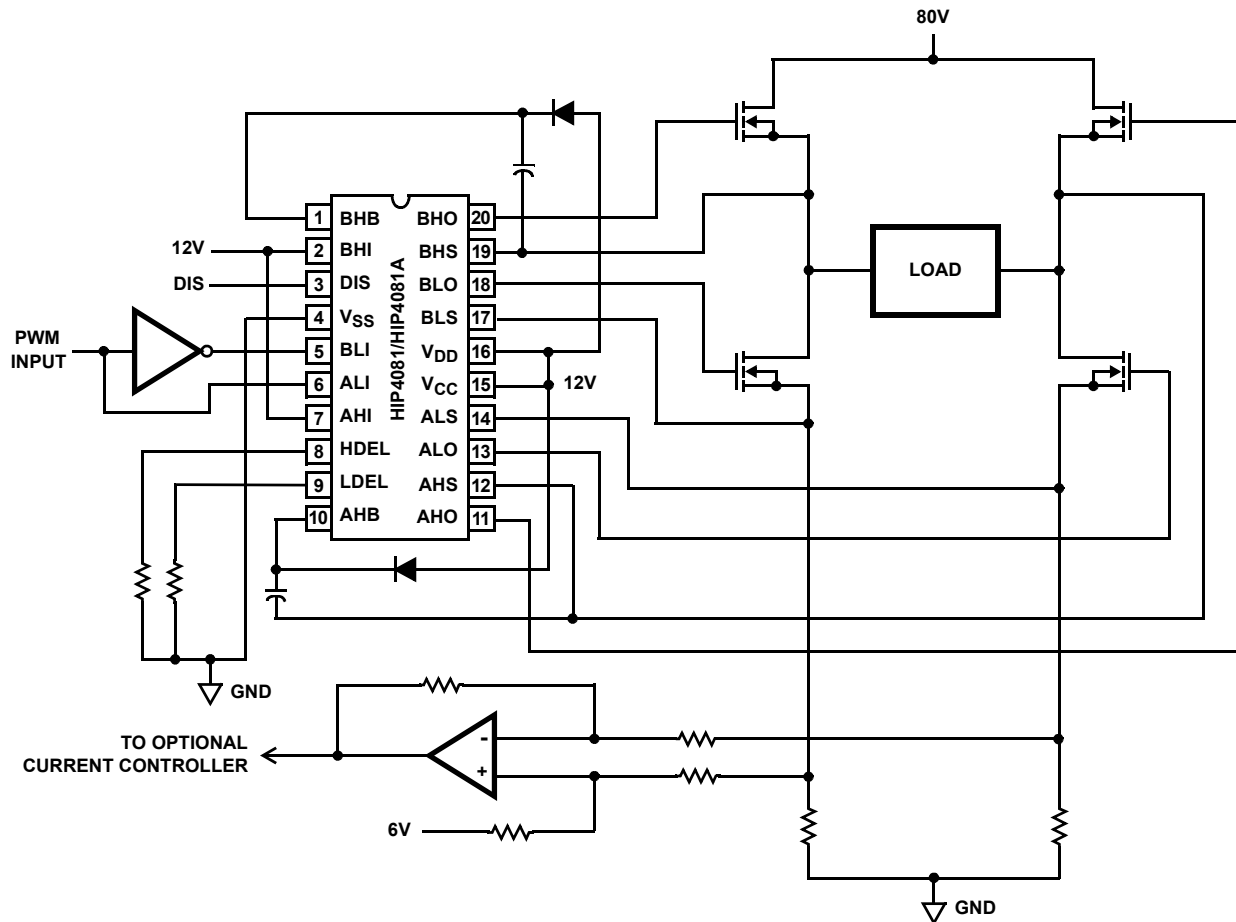 80V
1 BHB BHO 20
12V 2 BHI BHS 19
DIS 3 DIS BLO 18
4 VSS BLS 17
PWM
INPUT
5 BLI VDD 16
6 ALI VCC 15 12V
7 AHI ALS 14
8 HDEL ALO 13
9 LDEL AHS 12
10 AHB AHO 11
HIP4081/HIP4081A
LOAD
GND
TO OPTIONAL
CURRENT CONTROLLER
-
+
6V
GND